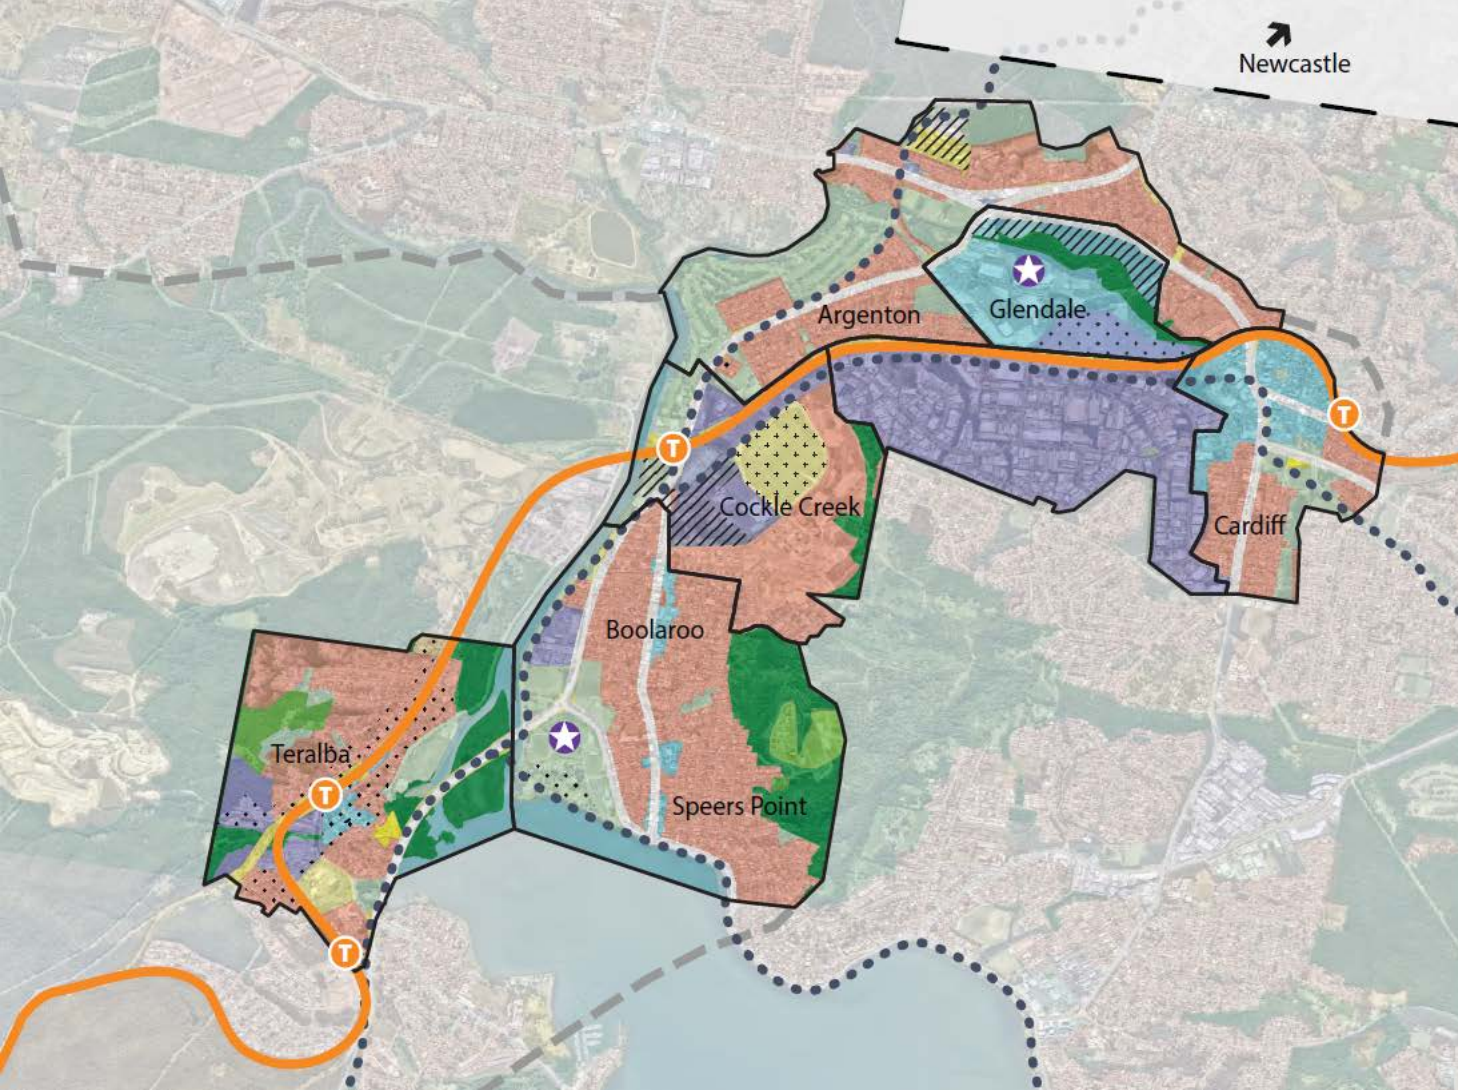 Newcastle
Argenton
Glendale
T
T
Cockle Creek
Cardiff
Boolaroo
Teralba
T
Speers Point
T